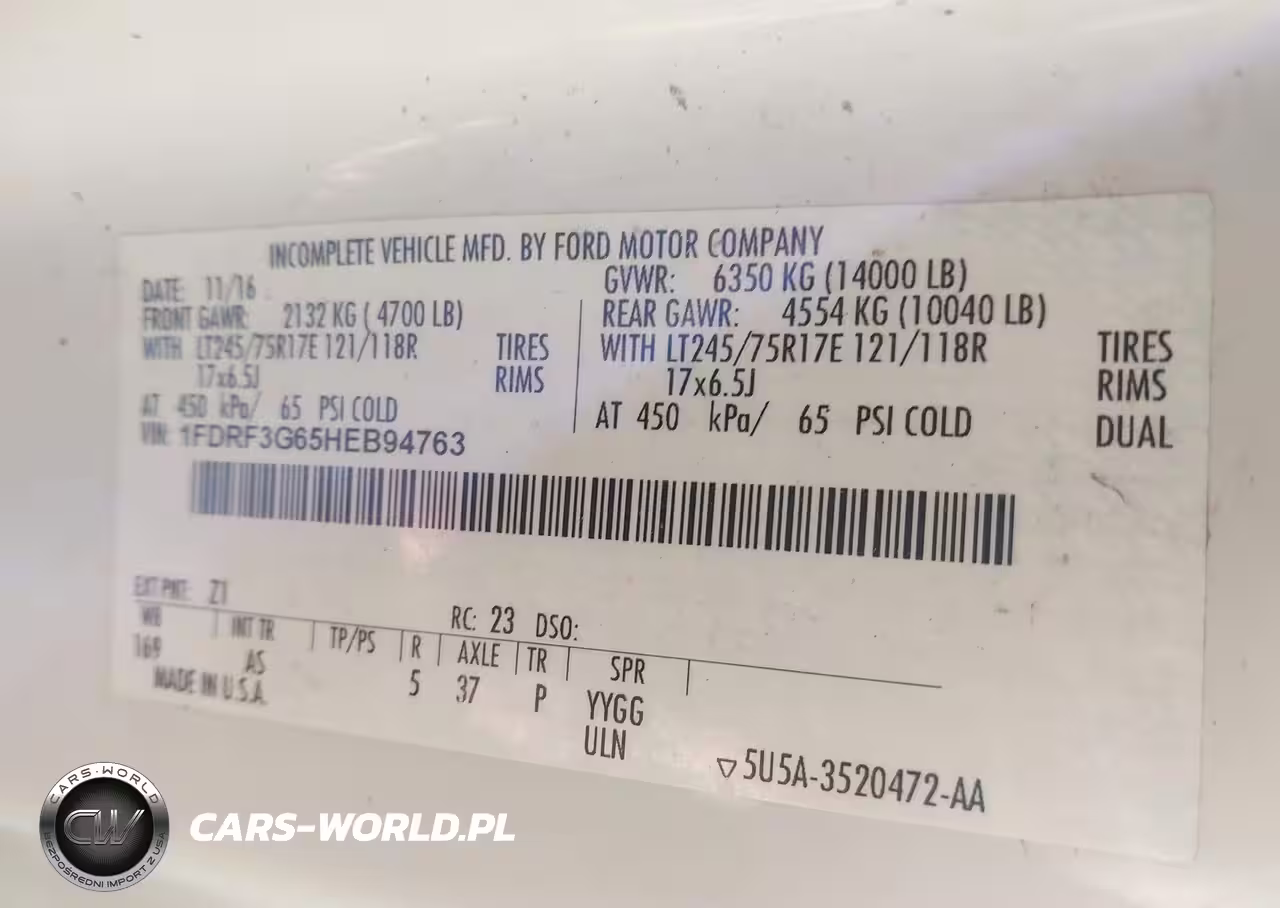 INCOMPLETE VEHICLE MFD. BY FORD MOTOR COMPANY
DATE: 11/16 GVWR: 6350 KG (14000 LB)
FRONT GAWR: 2132 KG ( 4700 LB) REAR GAWR: 4554 KG (10040 LB)
WITH LT245/75R17E 121/118R TIRES WITH LT245/75R17E 121/118R TIRES
17x6.5J RIMS 17x6.5J RIMS
AT 450 kPa/ 65 PSI COLD AT 450 kPa/ 65 PSI COLD DUAL
VIN: 1FDRF3G65HEB94763
EXT PNT: Z1 RC: 23 DSO:
WB INT TR TP/PS R AXLE TR SPR
169 AS 5 37 P YYGG
MADE IN U.S.A. ULN
▽5U5A-3520472-AA
CARS-WORLD
CW
BEZPOŚREDNI IMPORT Z USA
CARS-WORLD.PL